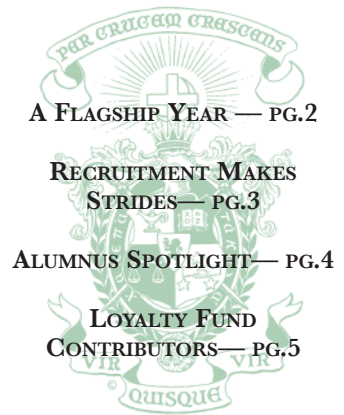 PER CRUCEM CRESCENS
A Flagship Year — pg.2
Recruitment Makes
Strides— pg.3
Alumnus Spotlight— pg.4
Loyalty Fund
Contributors— pg.5
VIR VIR
© QUISQUE